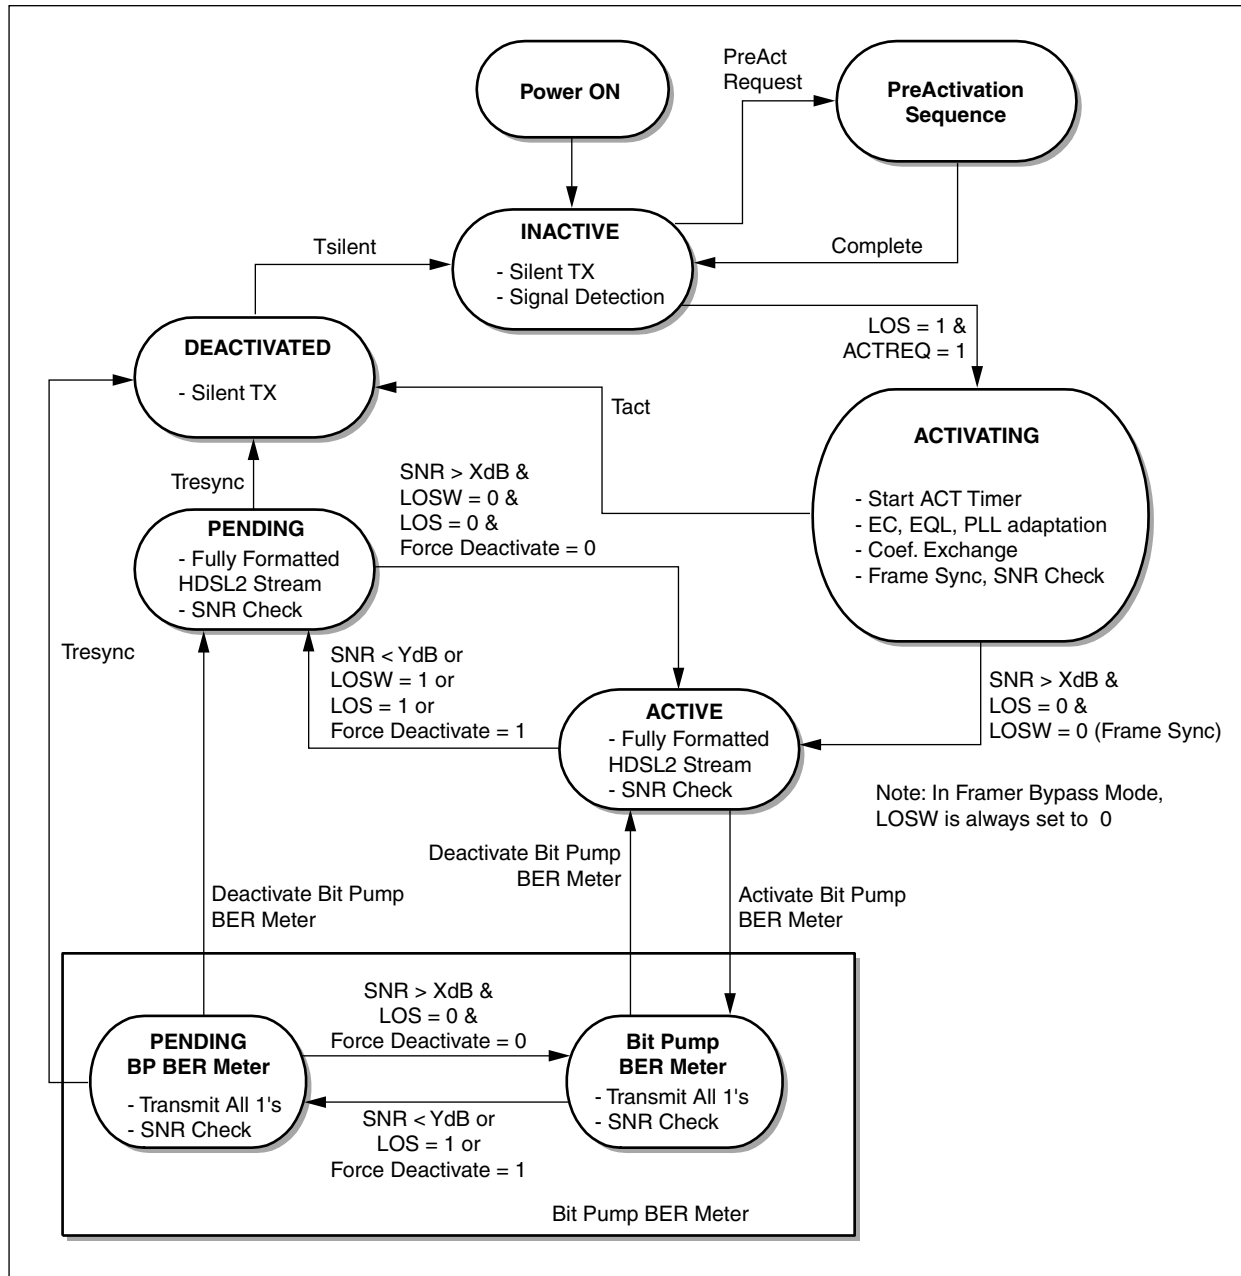 Power ON
PreAct
Request
PreActivation
Sequence
INACTIVE
- Silent TX
- Signal Detection
Tsilent
Complete
LOS = 1 &
ACTREQ = 1
DEACTIVATED
- Silent TX
Tact
ACTIVATING
- Start ACT Timer
- EC, EQL, PLL adaptation
- Coef. Exchange
- Frame Sync, SNR Check
Tresync
SNR > XdB &
LOSW = 0 &
LOS = 0 &
Force Deactivate = 0
PENDING
- Fully Formatted
HDSL2 Stream
- SNR Check
Tresync
SNR < YdB or
LOSW = 1 or
LOS = 1 or
Force Deactivate = 1
SNR > XdB &
LOS = 0 &
LOSW = 0 (Frame Sync)
ACTIVE
- Fully Formatted
HDSL2 Stream
- SNR Check
Note: In Framer Bypass Mode,
LOSW is always set to 0
Deactivate Bit Pump
BER Meter
Deactivate Bit Pump
BER Meter
Activate Bit Pump
BER Meter
PENDING
BP BER Meter
- Transmit All 1's
- SNR Check
SNR > XdB &
LOS = 0 &
Force Deactivate = 0
SNR < YdB or
LOS = 1 or
Force Deactivate = 1
Bit Pump
BER Meter
- Transmit All 1's
- SNR Check
Bit Pump BER Meter